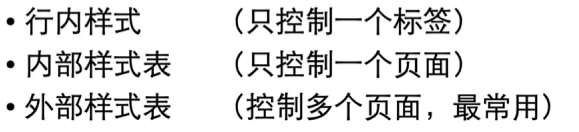 • 行内样式 （只控制一个标签）
• 内部样式表 （只控制一个页面）
• 外部样式表 （控制多个页面，最常用）